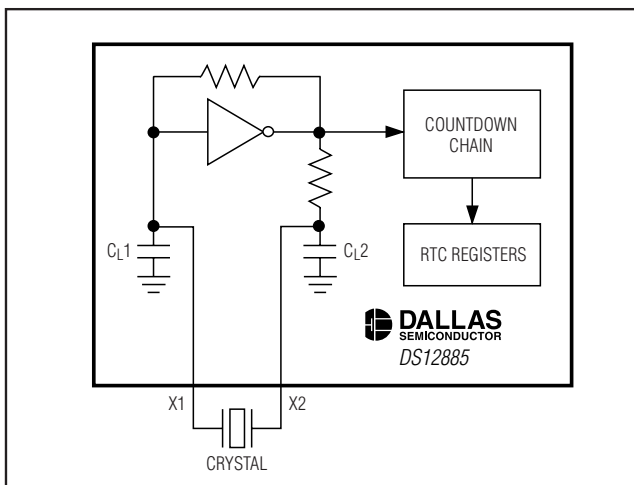 COUNTDOWN
CHAIN
CL1
CL2
RTC REGISTERS
DALLAS
SEMICONDUCTOR
DS12885
X1
X2
CRYSTAL